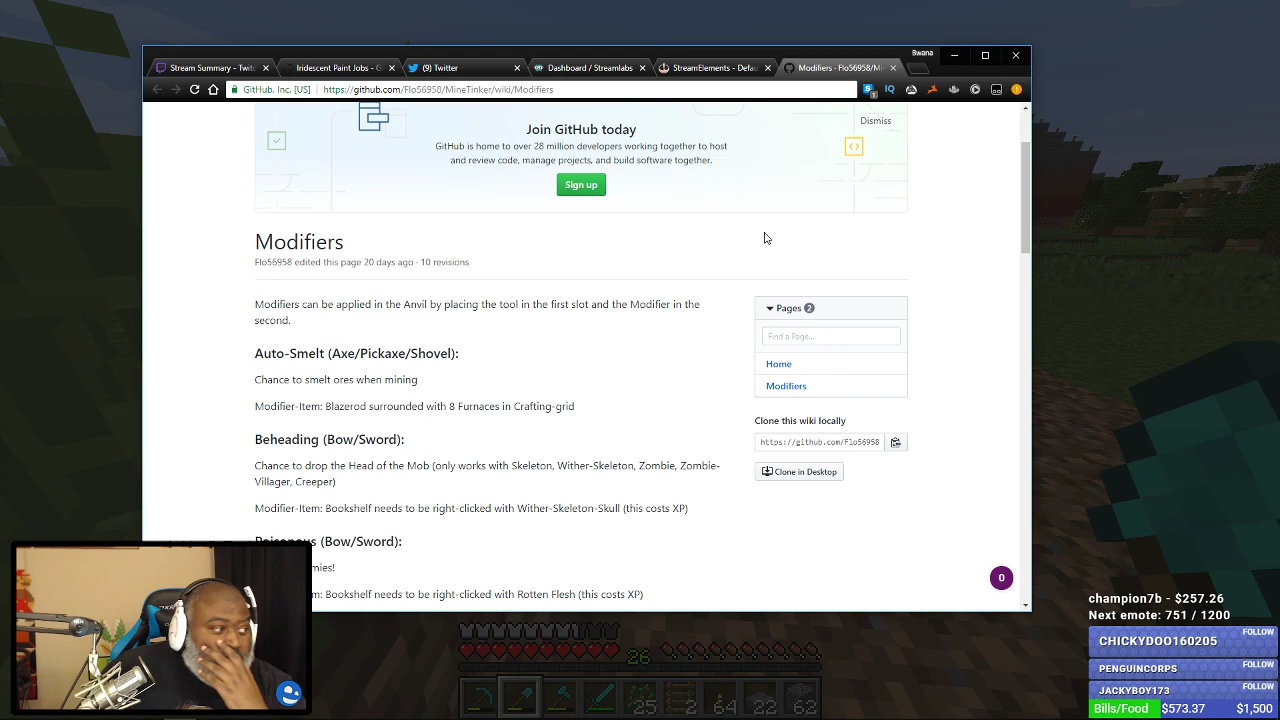 Bwana
Stream Summary - Twitc
Iridescent Paint Jobs - G
(9) Twitter
Dashboard / Streamlabs
StreamElements - Defau
Modifiers · Flo56958/Mi
GitHub, Inc. [US]
https://github.com/Flo56958/MineTinker/wiki/Modifiers
Join GitHub today
Dismiss
GitHub is home to over 28 million developers working together to host
and review code, manage projects, and build software together.
Sign up
Modifiers
Flo56958 edited this page 20 days ago · 10 revisions
Modifiers can be applied in the Anvil by placing the tool in the first slot and the Modifier in the
second.
Auto-Smelt (Axe/Pickaxe/Shovel):
Chance to smelt ores when mining
Modifier-Item: Blazerod surrounded with 8 Furnaces in Crafting-grid
Beheading (Bow/Sword):
Chance to drop the Head of the Mob (only works with Skeleton, Wither-Skeleton, Zombie, Zombie-
Villager, Creeper)
Modifier-Item: Bookshelf needs to be right-clicked with Wither-Skeleton-Skull (this costs XP)
Poisonous (Bow/Sword):
mies!
m: Bookshelf needs to be right-clicked with Rotten Flesh (this costs XP)
Pages 2
Find a Page...
Home
Modifiers
Clone this wiki locally
https://github.com/Flo56958
Clone in Desktop
0
champion7b - $257.26
Next emote: 751 / 1200
CHICKYDOO160205
FOLLOW
PENGUINCORPS
FOLLOW
JACKYBOY173
FOLLOW
Bills/Food $573.37 $1,500
26
25
2
64
22
62